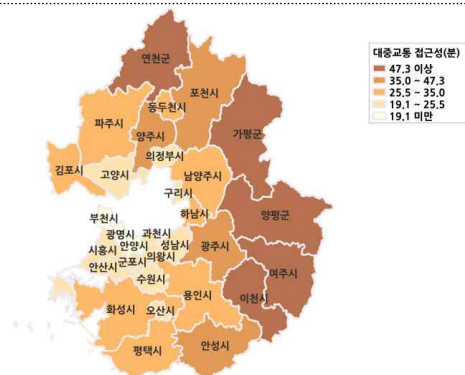 대중교통 접근성(분)
47.3 이상
35.0 ~ 47.3
25.5 ~ 35.0
19.1 ~ 25.5
19.1 미만
연천군
포천시
동두천시
파주시
양주시
가평군
의정부시
김포시
고양시
남양주시
구리시
부천시
하남시
양평군
광명시 과천시
시흥시 안양시 성남시
광주시
안산시 군포시 의왕시
수원시
여주시
이천시
용인시
화성시
오산시
평택시
안성시